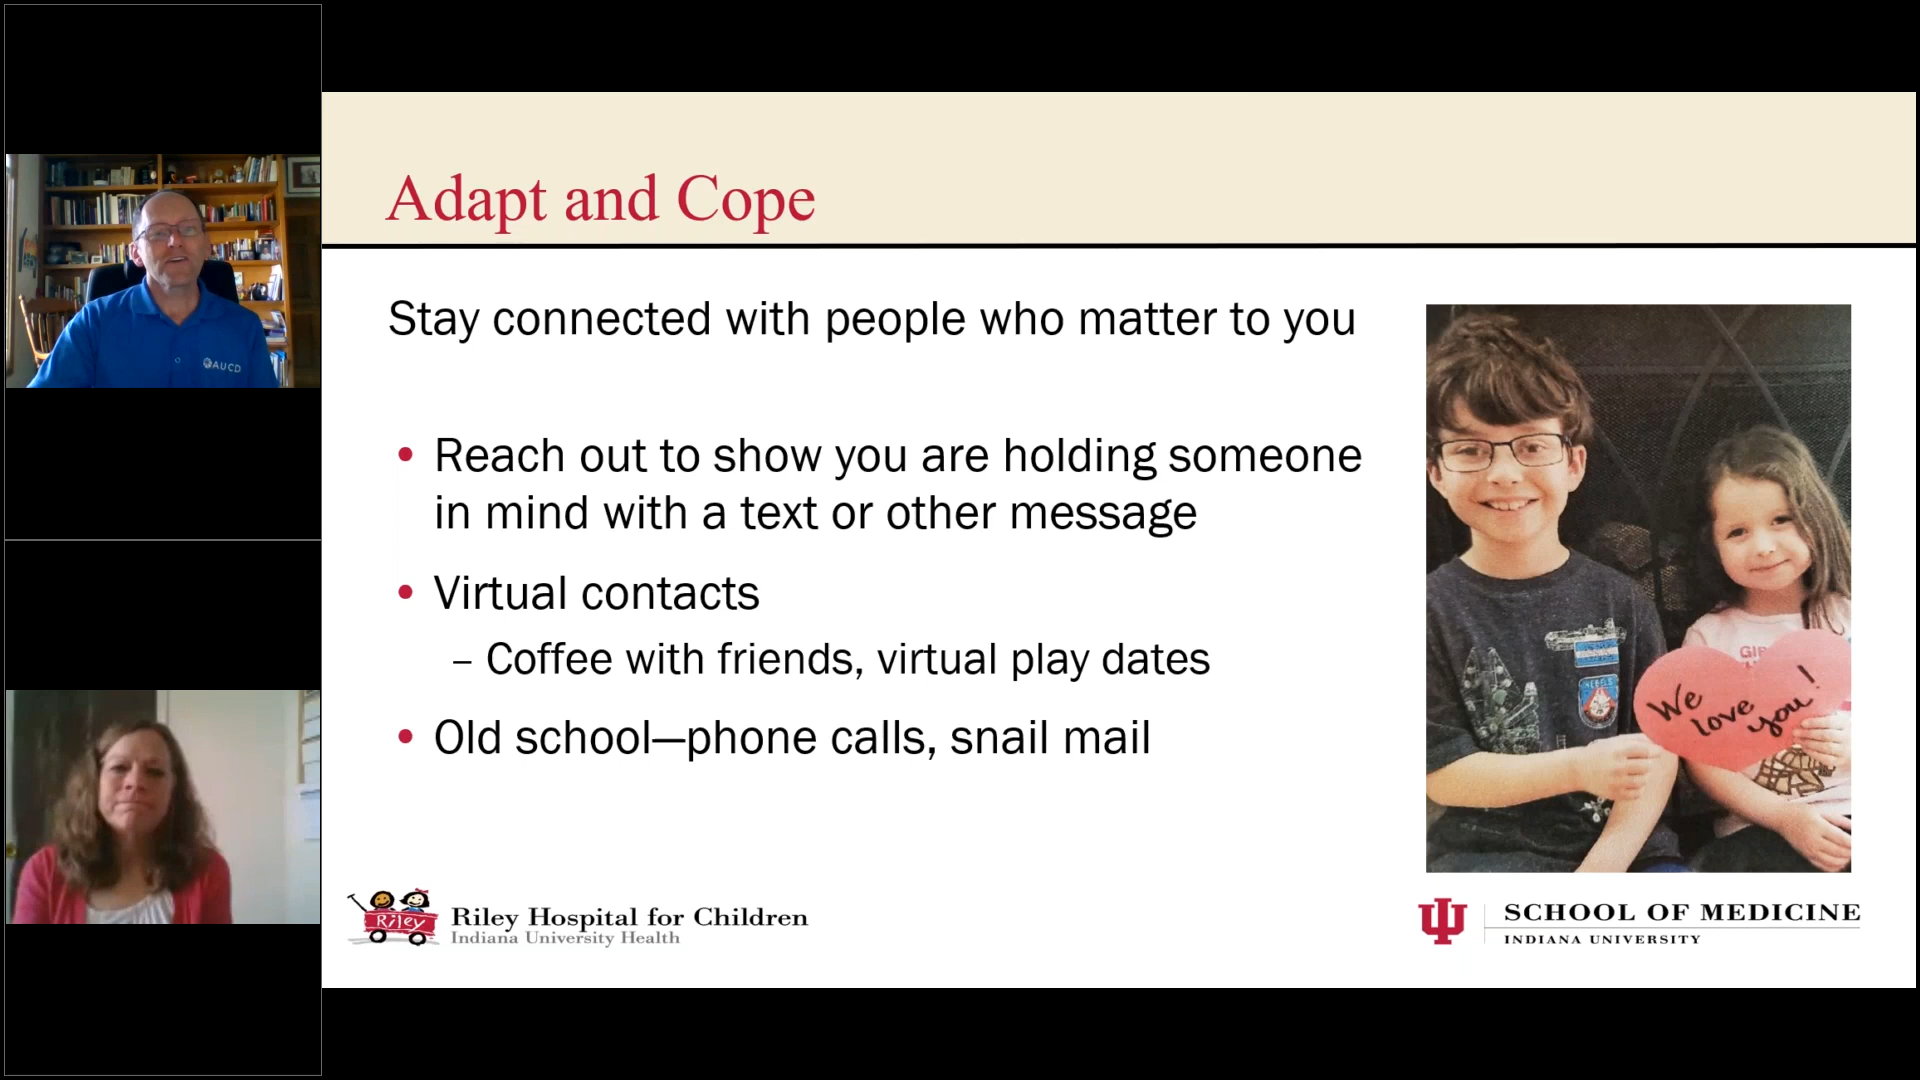 AUCD
Adapt and Cope
Stay connected with people who matter to you
• Reach out to show you are holding someone
in mind with a text or other message
• Virtual contacts
– Coffee with friends, virtual play dates
• Old school—phone calls, snail mail
We
love
you!
Riley
Riley Hospital for Children
Indiana University Health
SCHOOL OF MEDICINE
INDIANA UNIVERSITY